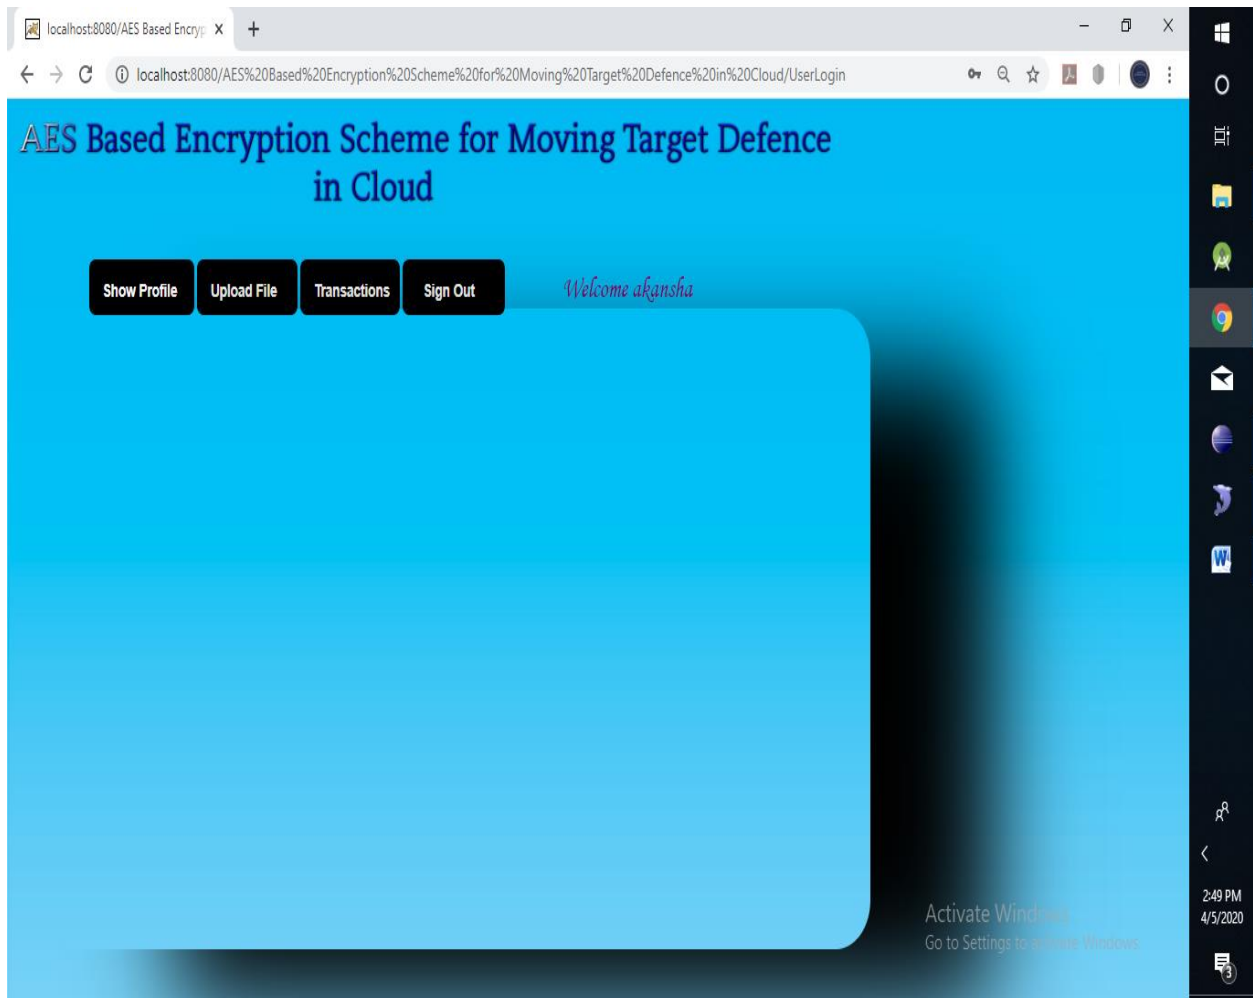 localhost:8080/AES Based Encryp
localhost:8080/AES%20Based%20Encryption%20Scheme%20for%20Moving%20Target%20Defence%20in%20Cloud/UserLogin
AES Based Encryption Scheme for Moving Target Defence
in Cloud
Show Profile Upload File Transactions Sign Out Welcome akansha
Activate Windows
Go to Settings to activate Windows.
2:49 PM
4/5/2020
3